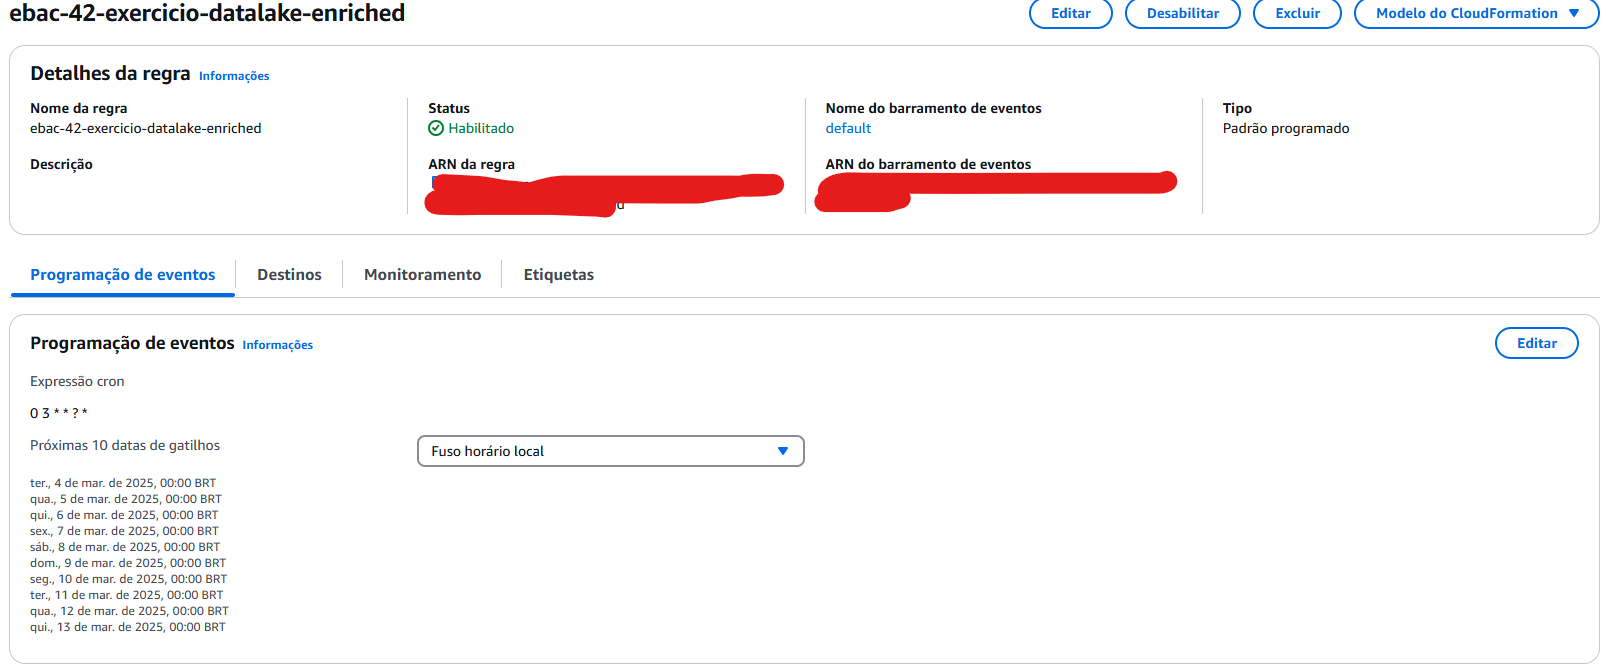 ebac-42-exercicio-datalake-enriched
Editar
Desabilitar
Excluir
Modelo do CloudFormation
Detalhes da regra Informações
Nome da regra
ebac-42-exercicio-datalake-enriched
Descrição
Status
Habilitado
ARN da regra
Nome do barramento de eventos
default
ARN do barramento de eventos
Tipo
Padrão programado
Programação de eventos
Destinos
Monitoramento
Etiquetas
Programação de eventos Informações
Editar
Expressão cron
0 3 * * ? *
Próximas 10 datas de gatilhos
Fuso horário local
ter., 4 de mar. de 2025, 00:00 BRT
qua., 5 de mar. de 2025, 00:00 BRT
qui., 6 de mar. de 2025, 00:00 BRT
sex., 7 de mar. de 2025, 00:00 BRT
sáb., 8 de mar. de 2025, 00:00 BRT
dom., 9 de mar. de 2025, 00:00 BRT
seg., 10 de mar. de 2025, 00:00 BRT
ter., 11 de mar. de 2025, 00:00 BRT
qua., 12 de mar. de 2025, 00:00 BRT
qui., 13 de mar. de 2025, 00:00 BRT